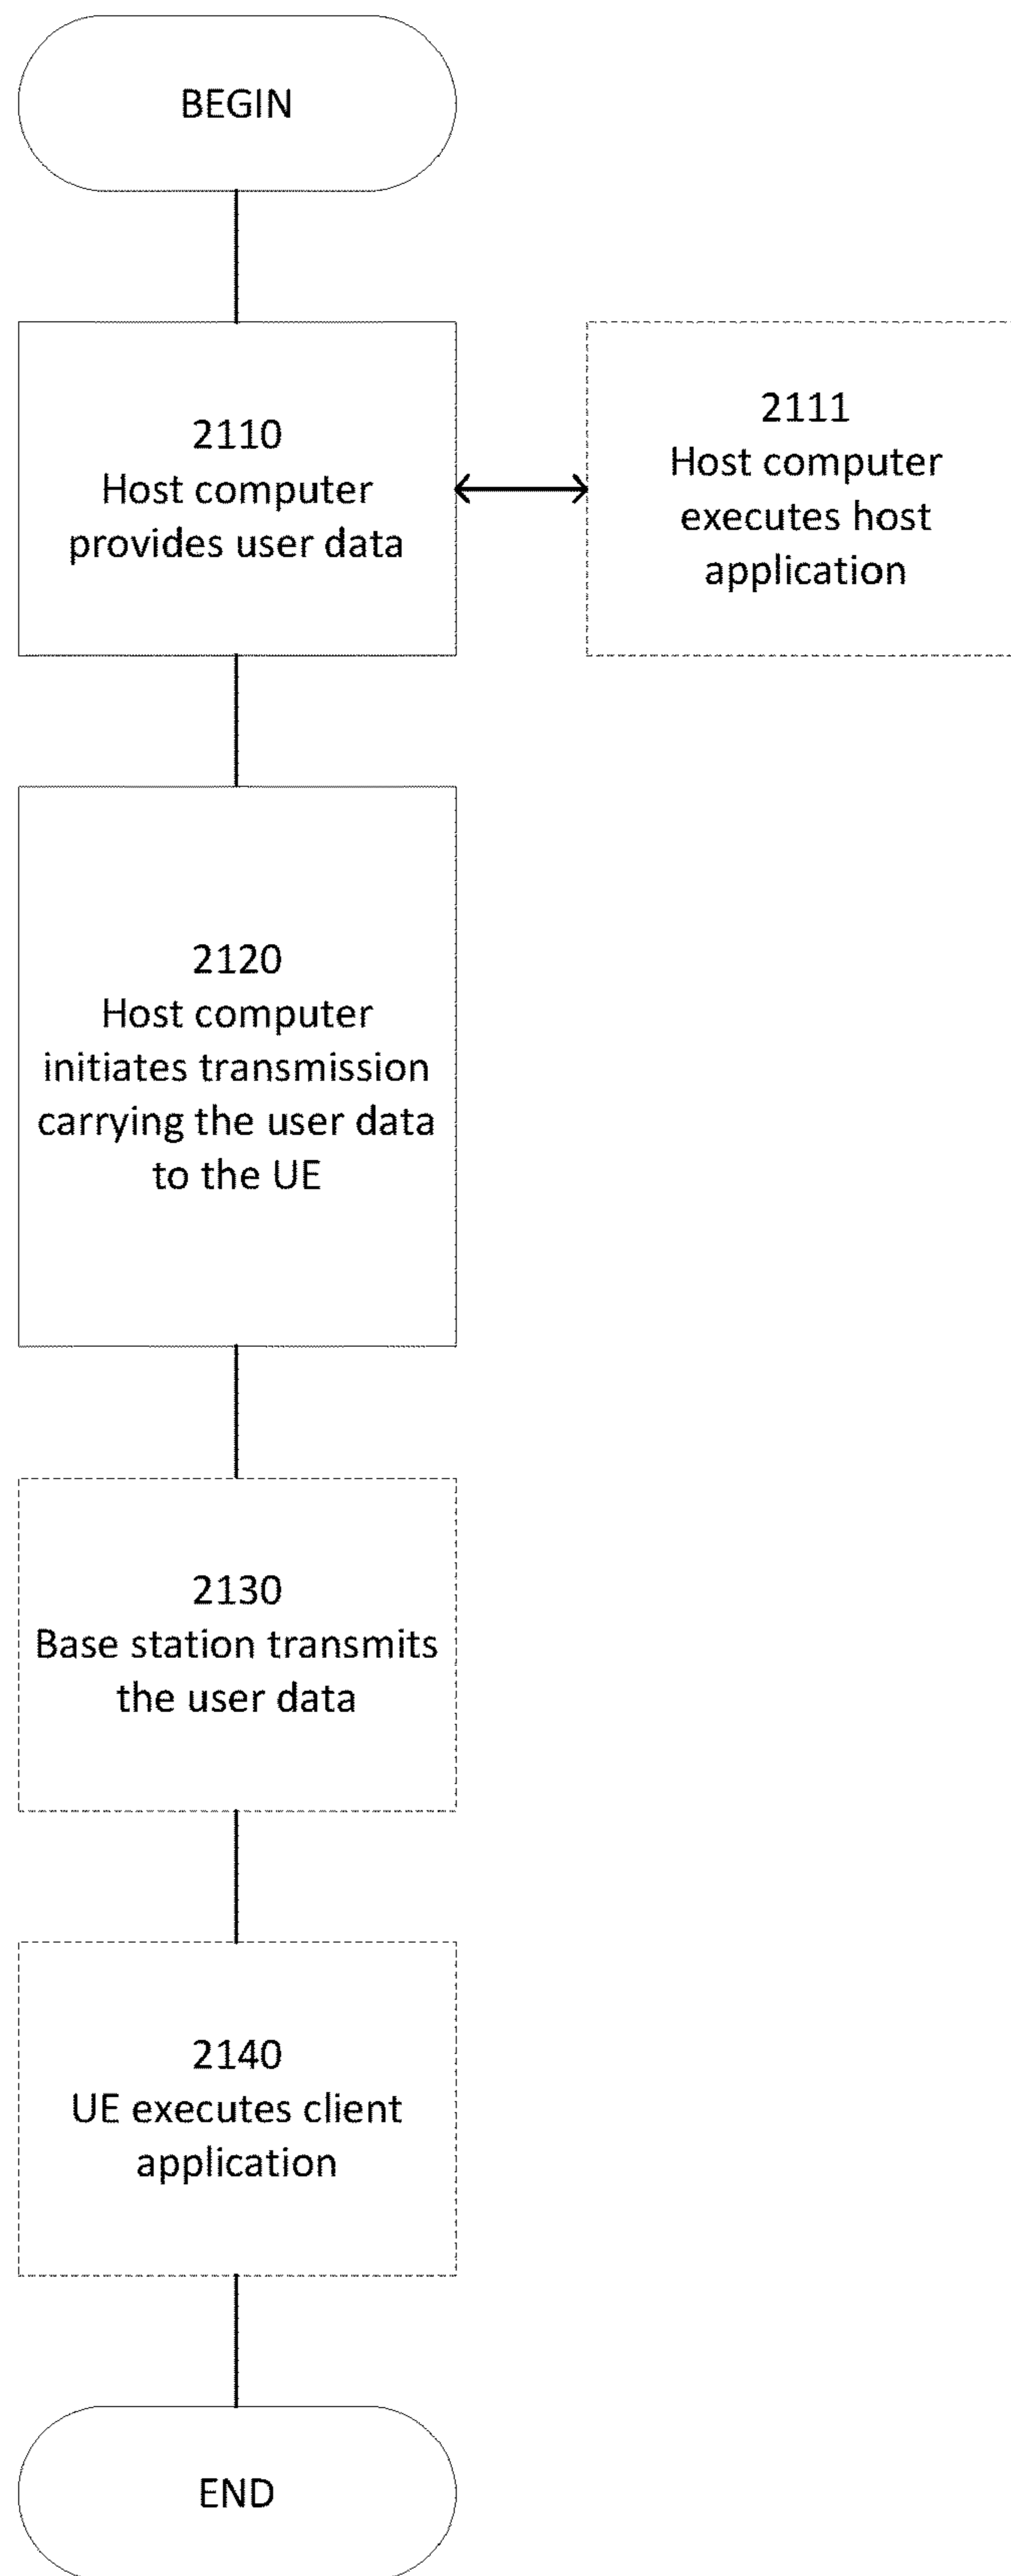 BEGIN
2110
Host computer
provides user data
2111
Host computer
executes host
application
2120
Host computer
initiates transmission
carrying the user data
to the UE
2130
Base station transmits
the user data
2140
UE executes client
application
END